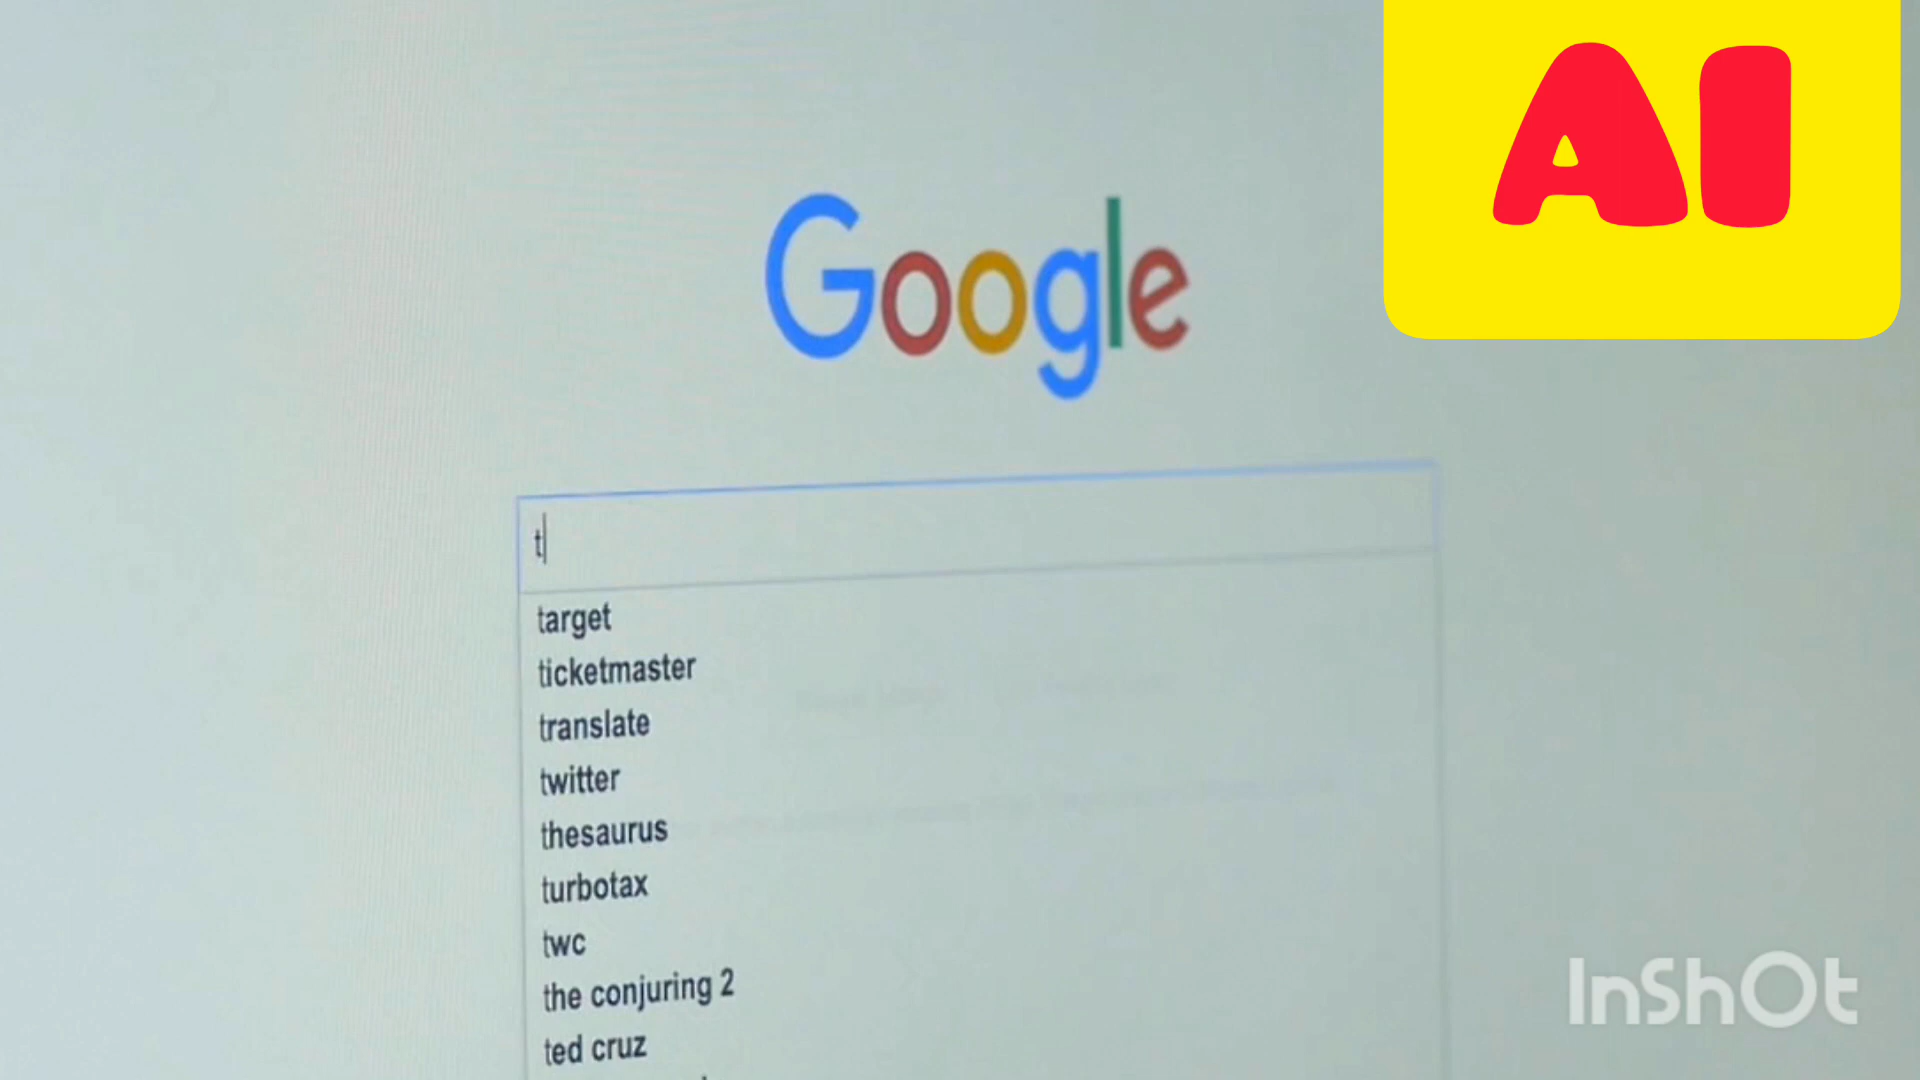 AI
Google
t
target
ticketmaster
translate
twitter
thesaurus
turbotax
twc
the conjuring 2
ted cruz
InShOt